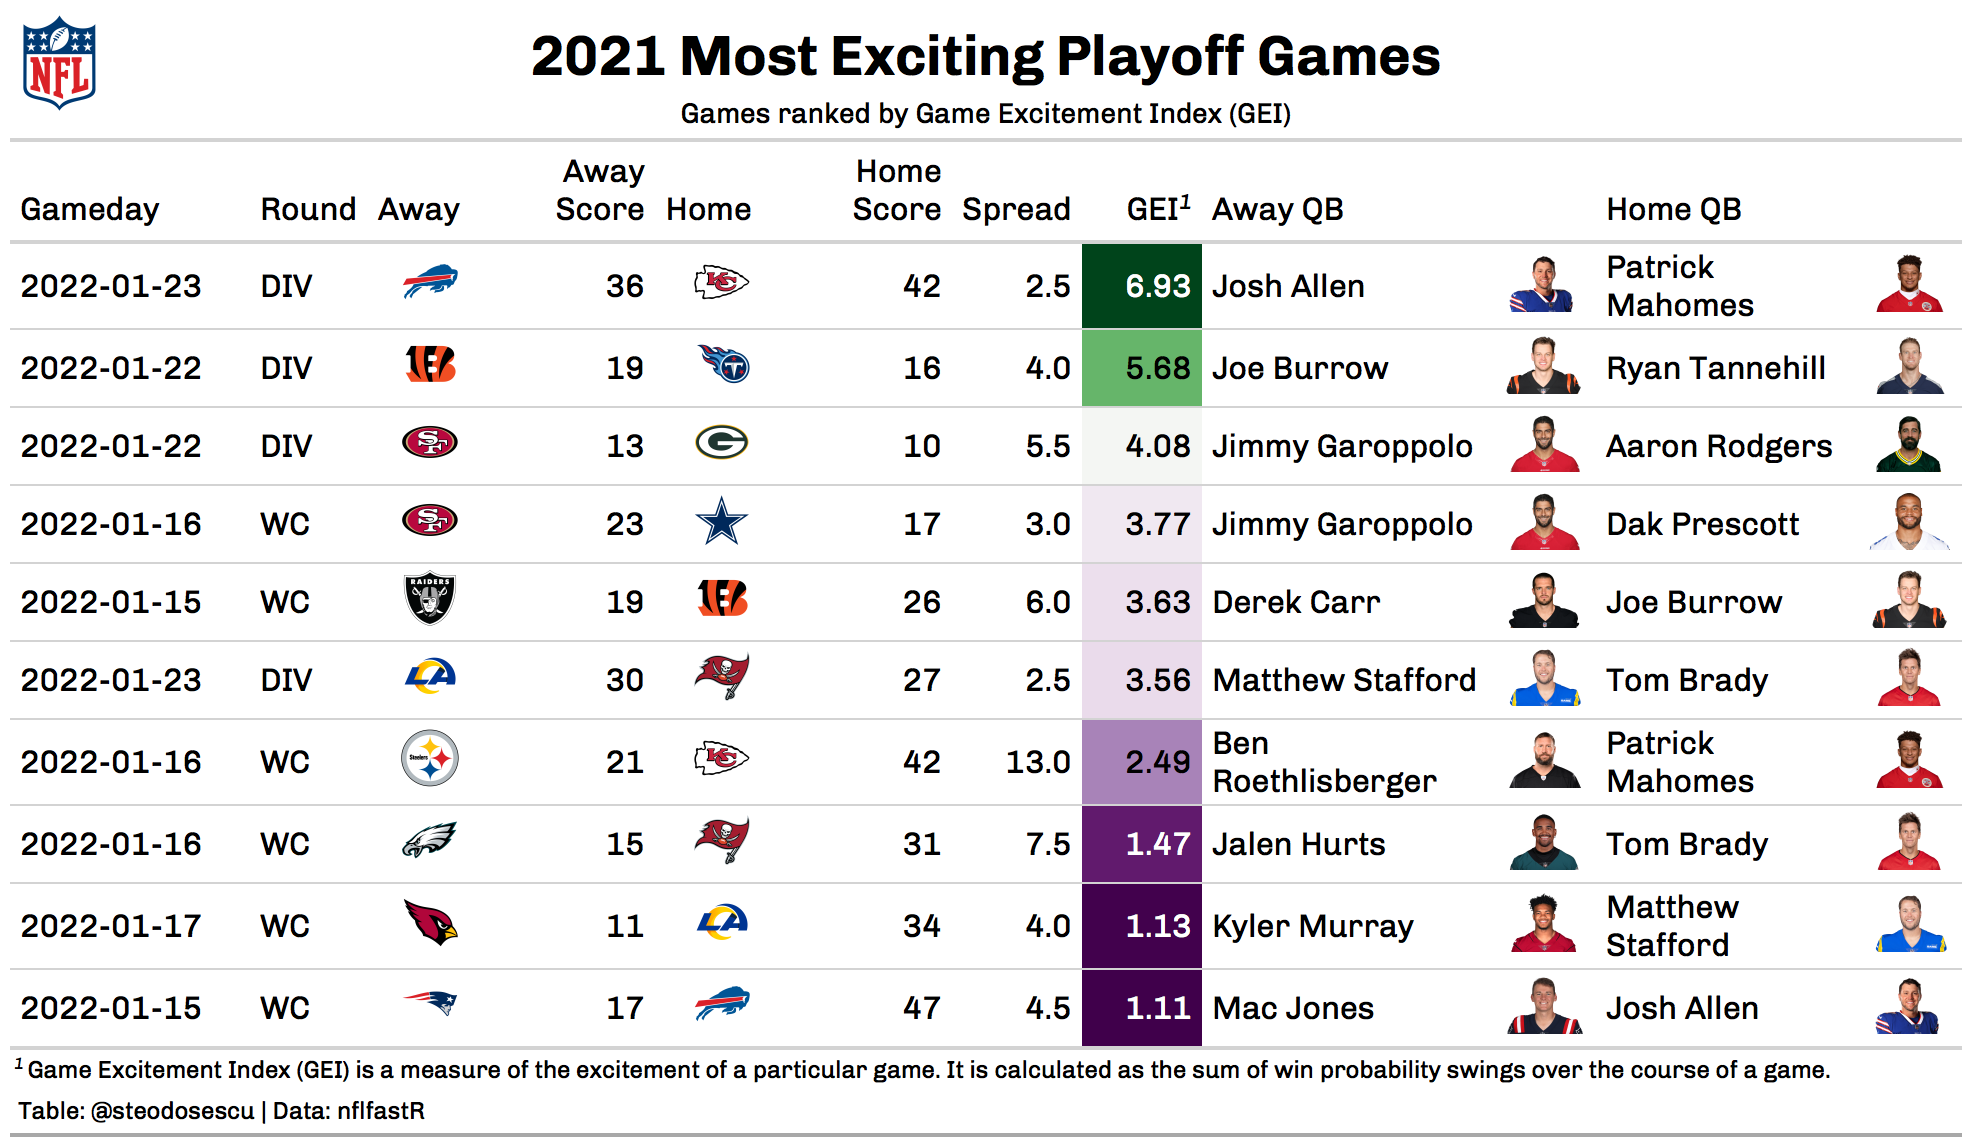 NFL
2021 Most Exciting Playoff Games
Games ranked by Game Excitement Index (GEI)
Gameday Round Away Away Score Home Home Score Spread GEI¹ Away QB Home QB
2022-01-23 DIV 36 KC 42 2.5 6.93 Josh Allen Patrick Mahomes
2022-01-22 DIV 19 T 16 4.0 5.68 Joe Burrow Ryan Tannehill
2022-01-22 DIV SF 13 G 10 5.5 4.08 Jimmy Garoppolo Aaron Rodgers
2022-01-16 WC SF 23 17 3.0 3.77 Jimmy Garoppolo Dak Prescott
2022-01-15 WC RAIDERS 19 B 26 6.0 3.63 Derek Carr Joe Burrow
2022-01-23 DIV LA 30 27 2.5 3.56 Matthew Stafford Tom Brady
2022-01-16 WC Steelers 21 KC 42 13.0 2.49 Ben Roethlisberger Patrick Mahomes
2022-01-16 WC 15 31 7.5 1.47 Jalen Hurts Tom Brady
2022-01-17 WC 11 LA 34 4.0 1.13 Kyler Murray Matthew Stafford
2022-01-15 WC 17 47 4.5 1.11 Mac Jones Josh Allen
¹ Game Excitement Index (GEI) is a measure of the excitement of a particular game. It is calculated as the sum of win probability swings over the course of a game.
Table: @steodosescu | Data: nflfastR